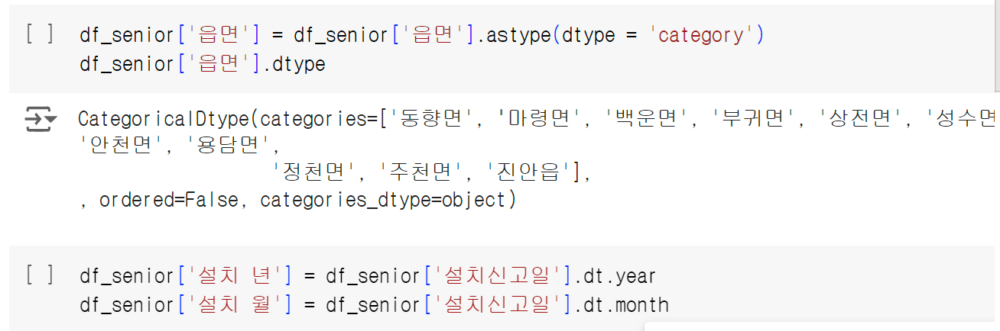 [ ] df_senior['읍면'] = df_senior['읍면'].astype(dtype = 'category')
df_senior['읍면'].dtype
CategoricalDtype(categories=['동향면', '마령면', '백운면', '부귀면', '상전면', '성수면
'안천면', '용담면',
'정천면', '주천면', '진안읍'],
, ordered=False, categories_dtype=object)
[ ] df_senior['설치 년'] = df_senior['설치신고일'].dt.year
df_senior['설치 월'] = df_senior['설치신고일'].dt.month